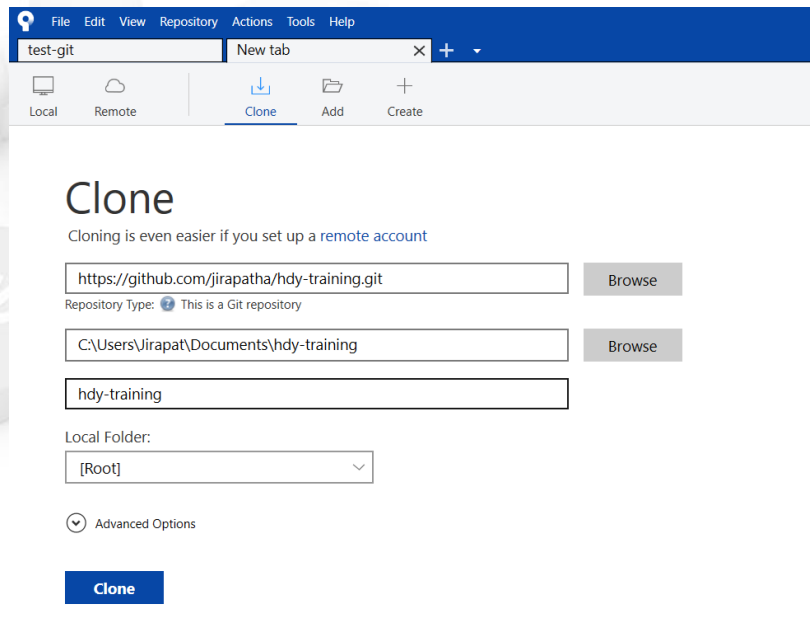 File Edit View Repository Actions Tools Help
test-git New tab
Local Remote Clone Add Create
Clone
Cloning is even easier if you set up a remote account
https://github.com/jirapatha/hdy-training.git Browse
Repository Type: This is a Git repository
C:\Users\Jirapat\Documents\hdy-training Browse
hdy-training
Local Folder:
[Root]
Advanced Options
Clone